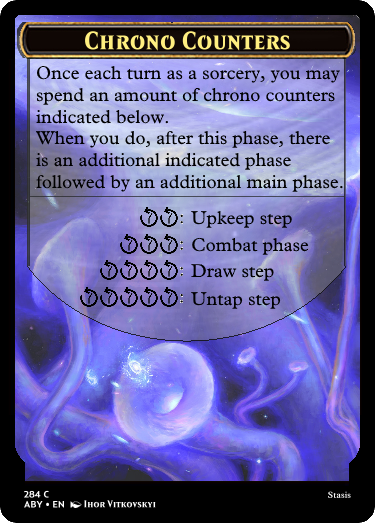 Chrono Counters
Once each turn as a sorcery, you may
spend an amount of chrono counters
indicated below.
When you do, after this phase, there
is an additional indicated phase
followed by an additional main phase.
: Upkeep step
: Combat phase
: Draw step
: Untap step
284 C
Stasis
ABY • EN Ihor Vitkovskyi